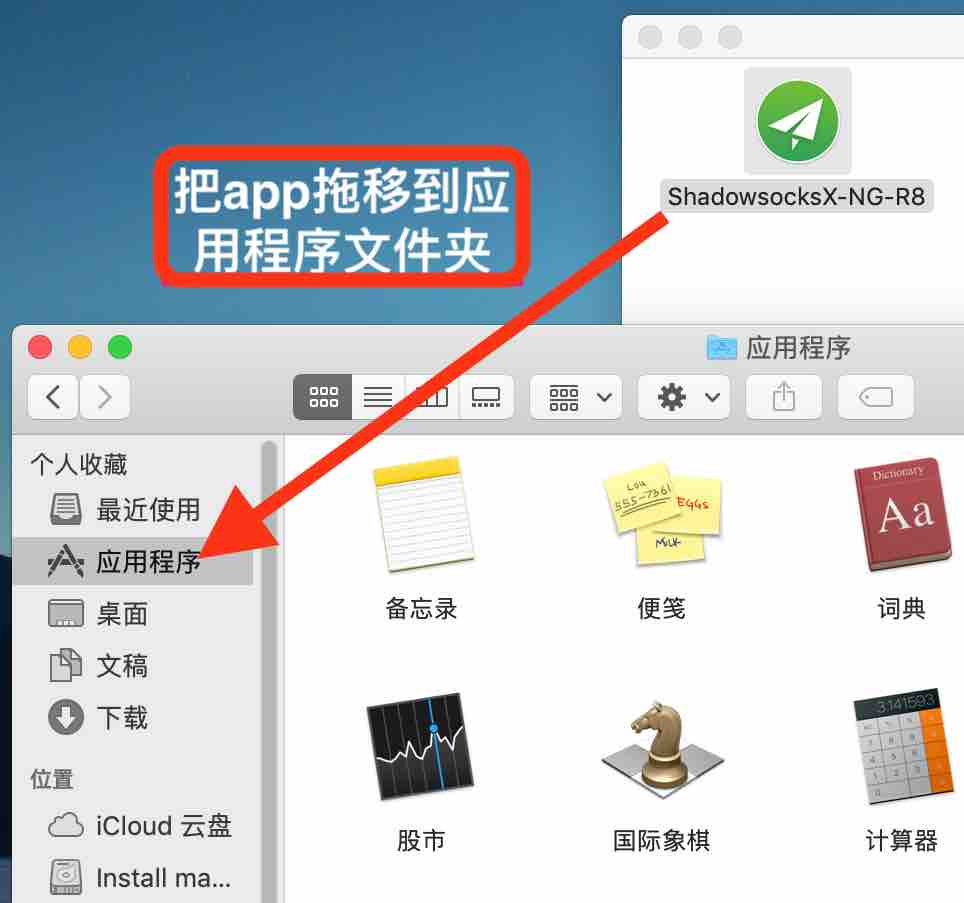 ShadowsocksX-NG-R8
把app拖移到应
用程序文件夹
应用程序
个人收藏
最近使用
应用程序
桌面
文稿
下载
位置
iCloud 云盘
Install ma...
Lou
555-7361
EGGS
MILK
Dictionary
Aa
备忘录
便笺
词典
3.141593
股市
国际象棋
计算器